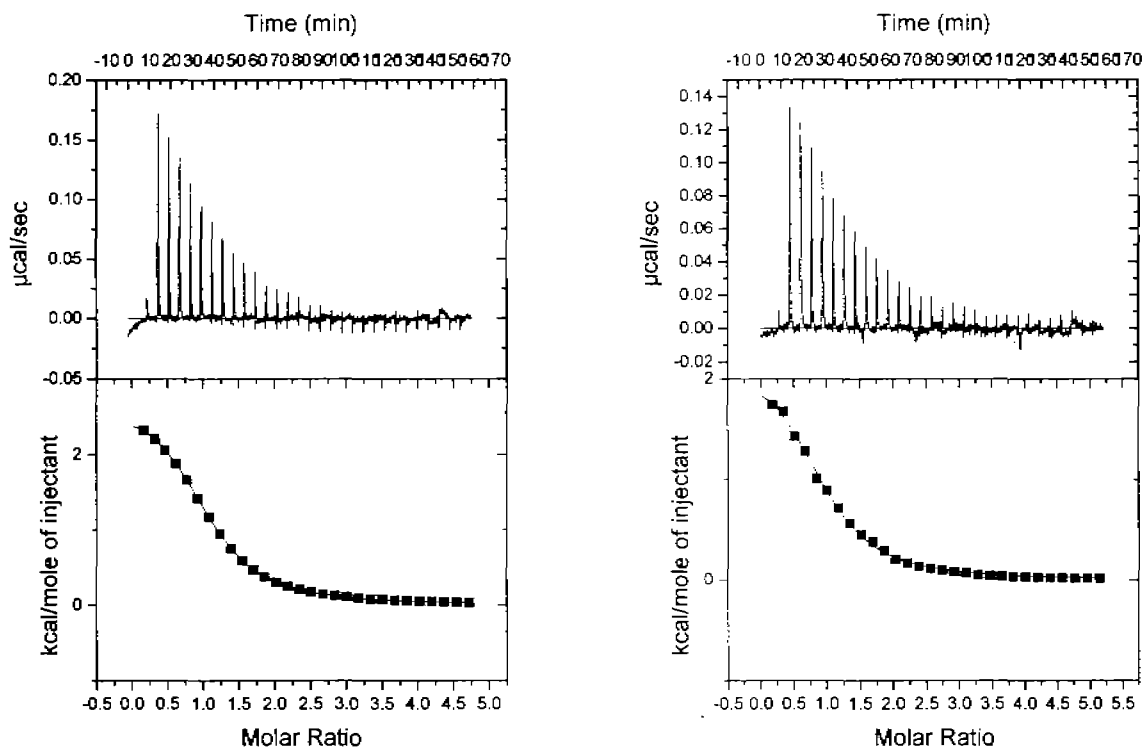 Time (min)
-10 0 10 20 30 40 50 60 70 80 90 100 110 120 130 140 150 160 170
0.20
0.15
0.10
0.05
0.00
-0.05
µcal/sec
2
0
kcal/mole of injectant
-0.5 0.0 0.5 1.0 1.5 2.0 2.5 3.0 3.5 4.0 4.5 5.0
Molar Ratio
Time (min)
-10 0 10 20 30 40 50 60 70 80 90 100 110 120 130 140 150 160 170
0.14
0.12
0.10
0.08
0.06
0.04
0.02
0.00
-0.02
µcal/sec
2
0
kcal/mole of injectant
-0.5 0.0 0.5 1.0 1.5 2.0 2.5 3.0 3.5 4.0 4.5 5.0 5.5
Molar Ratio